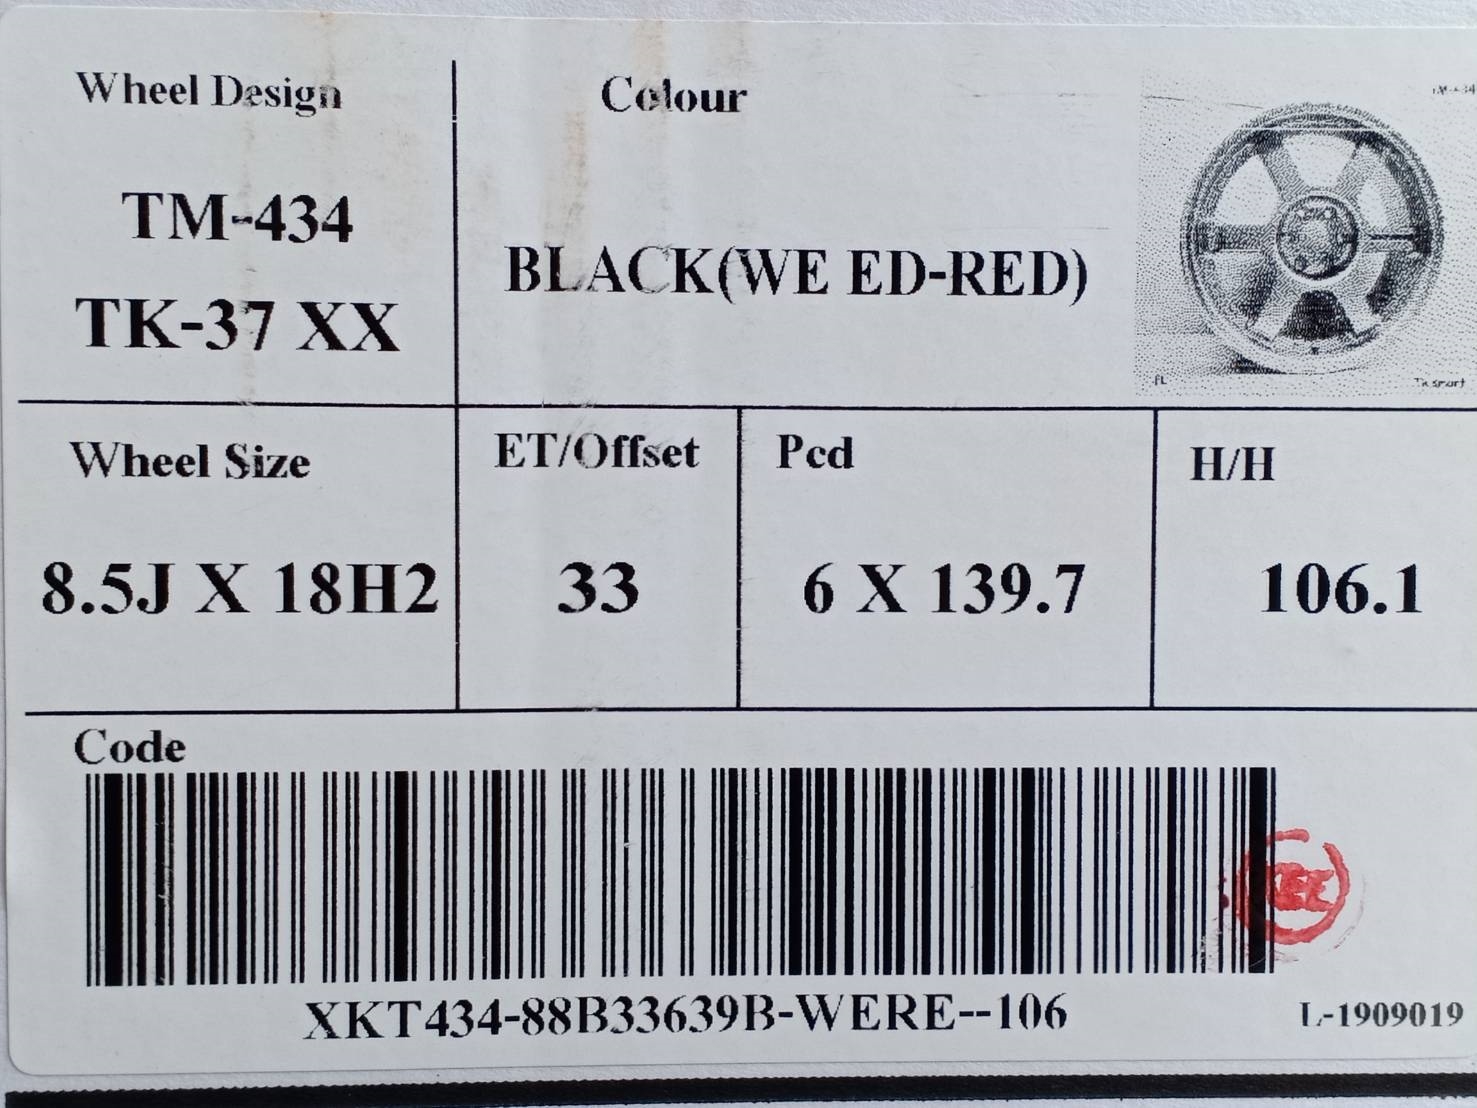 Wheel Design
Colour
TM-434
TK-37 XX
BLACK(WE ED-RED)
FL
Wheel Size
ET/Offset
Pcd
H/H
8.5J X 18H2
33
6 X 139.7
106.1
Code
XKT434-88B33639B-WERE--106
L-1909019